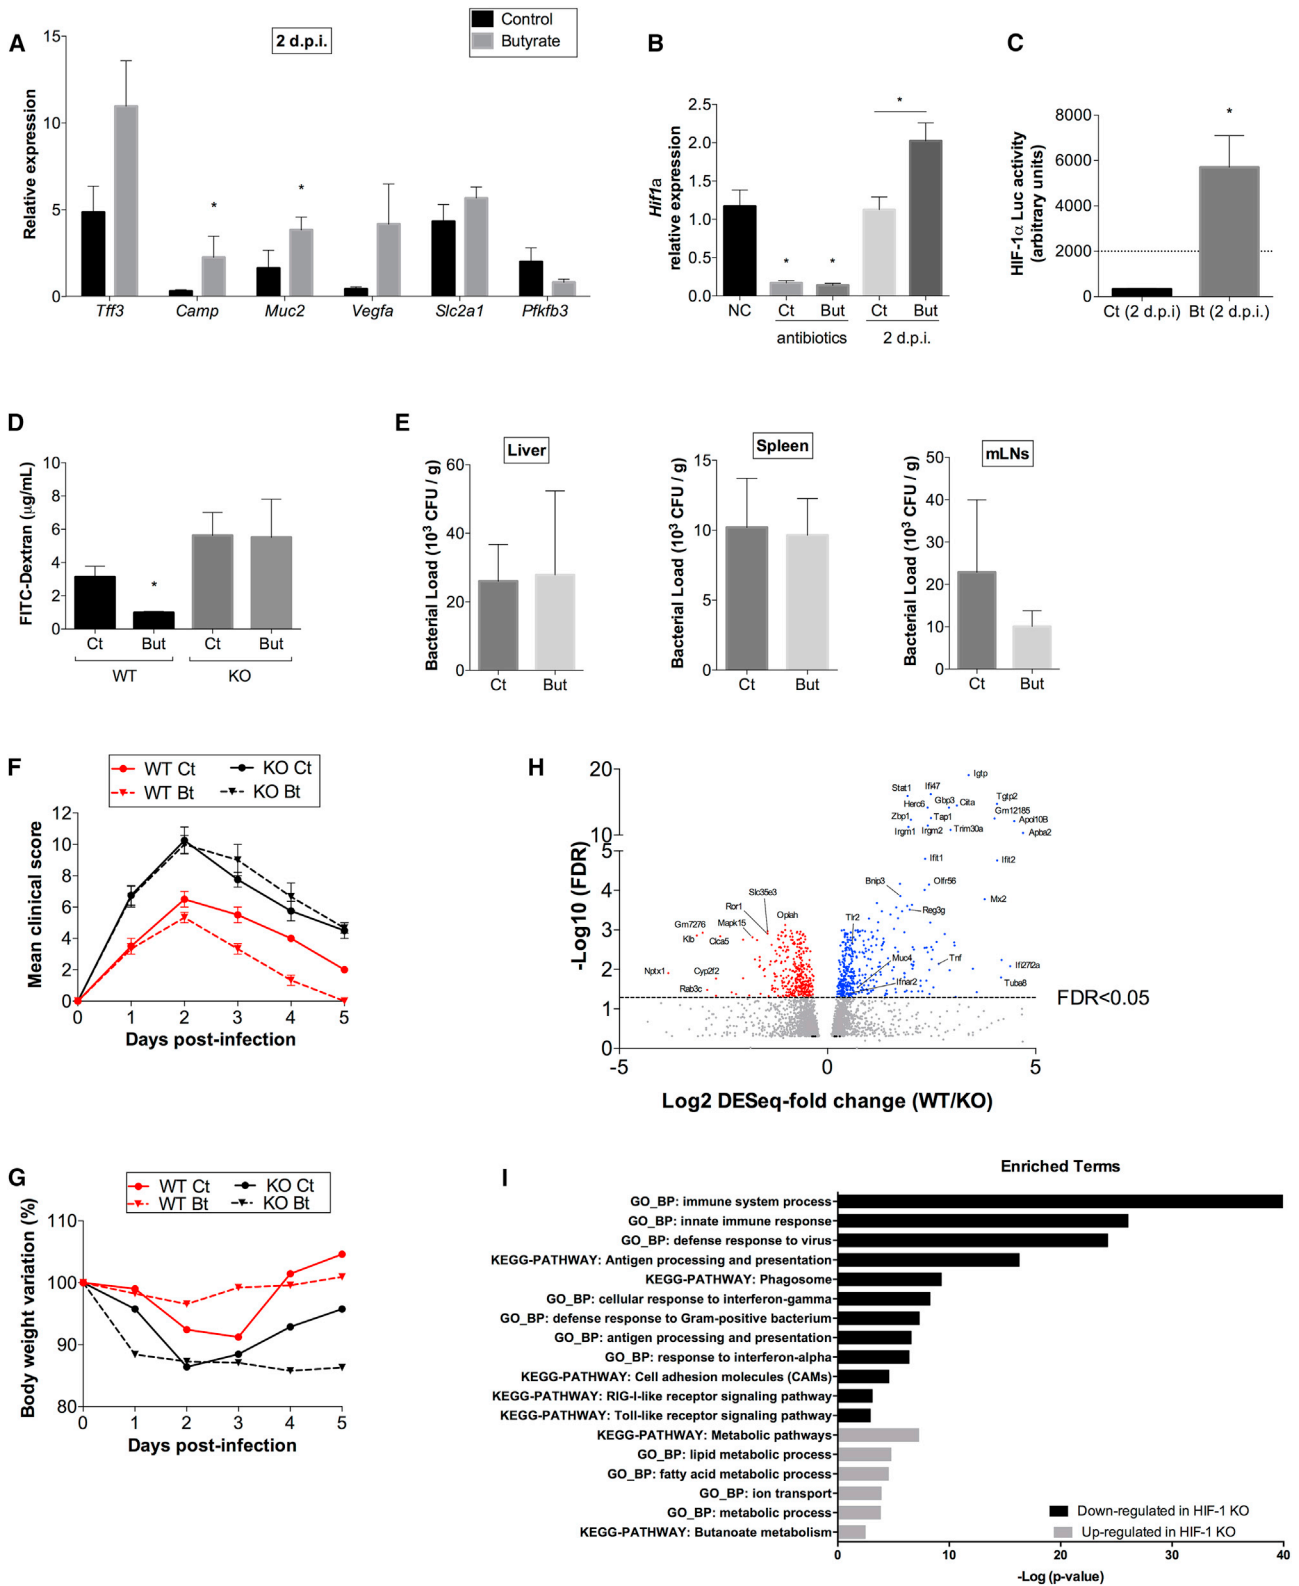 A
2 d.p.i.
Control
Butyrate
Relative expression
15
10
5
0
* *
Tff3 Camp Muc2 Vegfa Slc2a1 Pfkfb3
B
Hif1a
relative expression
2.5
2.0
1.5
1.0
0.5
0.0
* * *
NC Ct But Ct But
antibiotics 2 d.p.i.
C
HIF-1α Luc activity
(arbitrary units)
8000
6000
4000
2000
0
*
Ct (2 d.p.i) Bt (2 d.p.i.)
D
FITC-Dextran (µg/mL)
10
8
6
4
2
0
*
Ct But Ct But
WT KO
E
Liver
Bacterial Load (10³ CFU / g)
60
40
20
0
Ct But
Spleen
Bacterial Load (10³ CFU / g)
15
10
5
0
Ct But
mLNs
Bacterial Load (10³ CFU / g)
50
40
30
20
10
0
Ct But
F
WT Ct KO Ct
WT Bt KO Bt
Mean clinical score
12
10
8
6
4
2
0
0 1 2 3 4 5
Days post-infection
G
WT Ct KO Ct
WT Bt KO Bt
Body weight variation (%)
110
100
90
80
0 1 2 3 4 5
Days post-infection
H
-Log10 (FDR)
20
10
5
4
3
2
1
0
Igtp
Stat1 Ifi47
Herc6 Gbp3 Ciita Tgtp2
Gm12185
Zbp1 Tap1 Apol10B
Irgm1 Irgm2 Trim30a Apba2
Ifit1 Ifit2
Bnip3 Olfr56
Slc35e3 Mx2
Ror1 Reg3g
Mapk15 Oplah Tlr2
Gm7276
Klb Clca5
Muc4 Tnf
Nptx1 Cyp2f2 Ifi27l2a
Rab3c Ifnar2 Tuba8
FDR<0.05
-5 0 5
Log2 DESeq-fold change (WT/KO)
I
Enriched Terms
GO_BP: immune system process
GO_BP: innate immune response
GO_BP: defense response to virus
KEGG-PATHWAY: Antigen processing and presentation
KEGG-PATHWAY: Phagosome
GO_BP: cellular response to interferon-gamma
GO_BP: defense response to Gram-positive bacterium
GO_BP: antigen processing and presentation
GO_BP: response to interferon-alpha
KEGG-PATHWAY: Cell adhesion molecules (CAMs)
KEGG-PATHWAY: RIG-I-like receptor signaling pathway
KEGG-PATHWAY: Toll-like receptor signaling pathway
KEGG-PATHWAY: Metabolic pathways
GO_BP: lipid metabolic process
GO_BP: fatty acid metabolic process
GO_BP: ion transport
GO_BP: metabolic process
KEGG-PATHWAY: Butanoate metabolism
Down-regulated in HIF-1 KO
Up-regulated in HIF-1 KO
0 10 20 30 40
-Log (p-value)